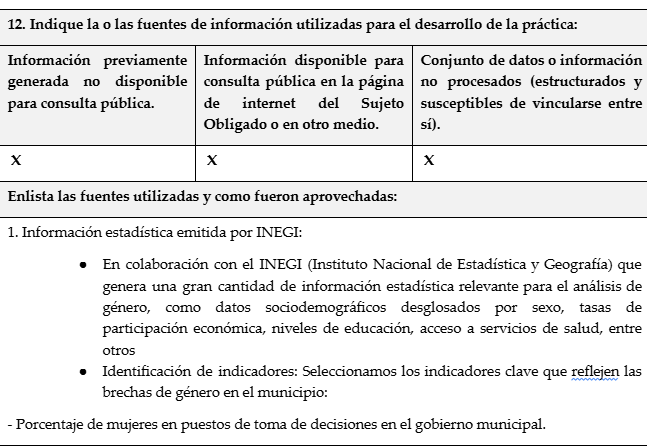 12. Indique la o las fuentes de información utilizadas para el desarrollo de la práctica:
Información previamente
generada no disponible
para consulta pública.
Información disponible para
consulta pública en la página
de internet del Sujeto
Obligado o en otro medio.
Conjunto de datos o información
no procesados (estructurados y
susceptibles de vincularse entre
sí).
X
X
X
Enlista las fuentes utilizadas y como fueron aprovechadas:
1. Información estadística emitida por INEGI:
● En colaboración con el INEGI (Instituto Nacional de Estadística y Geografía) que
genera una gran cantidad de información estadística relevante para el análisis de
género, como datos sociodemográficos desglosados por sexo, tasas de
participación económica, niveles de educación, acceso a servicios de salud, entre
otros
● Identificación de indicadores: Seleccionamos los indicadores clave que reflejen las
brechas de género en el municipio:
- Porcentaje de mujeres en puestos de toma de decisiones en el gobierno municipal.